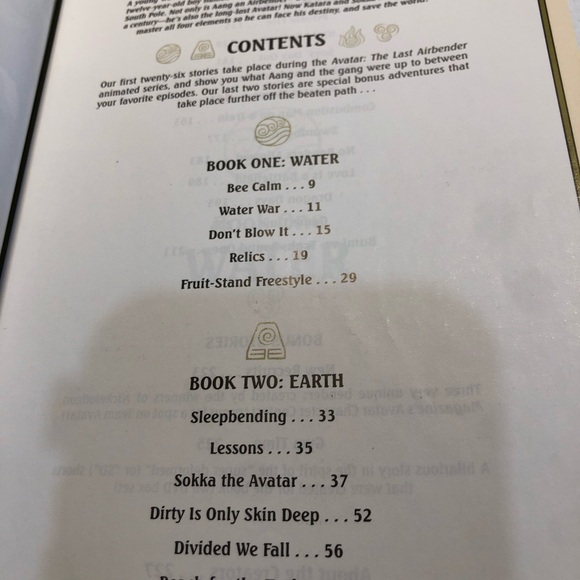 A young
twelve-year-old boy
South Pole. Not only is Aang an Airbender
a century—he's also the long-lost Avatar! Now Katara and
master all four elements so he can face his destiny, and save the world!
CONTENTS
Our first twenty-six stories take place during the Avatar: The Last Airbender
animated series, and show you what Aang and the gang were up to between
your favorite episodes. Our last two stories are special bonus adventures that
take place further off the beaten path . . .
BOOK ONE: WATER
Bee Calm . . . 9
Water War . . . 11
Don't Blow It . . . 15
Relics . . . 19
Fruit-Stand Freestyle . . . 29
BOOK TWO: EARTH
Sleepbending . . . 33
Lessons . . . 35
Sokka the Avatar . . . 37
Dirty Is Only Skin Deep . . . 52
Divided We Fall . . . 56